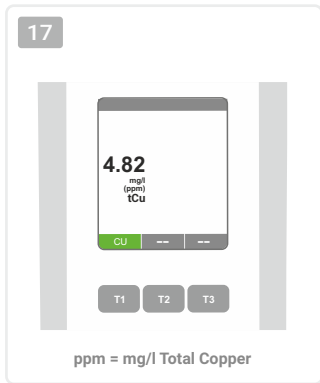 17
4.82
mg/l
(ppm)
tCu
CU -- --
T1 T2 T3
ppm = mg/l Total Copper